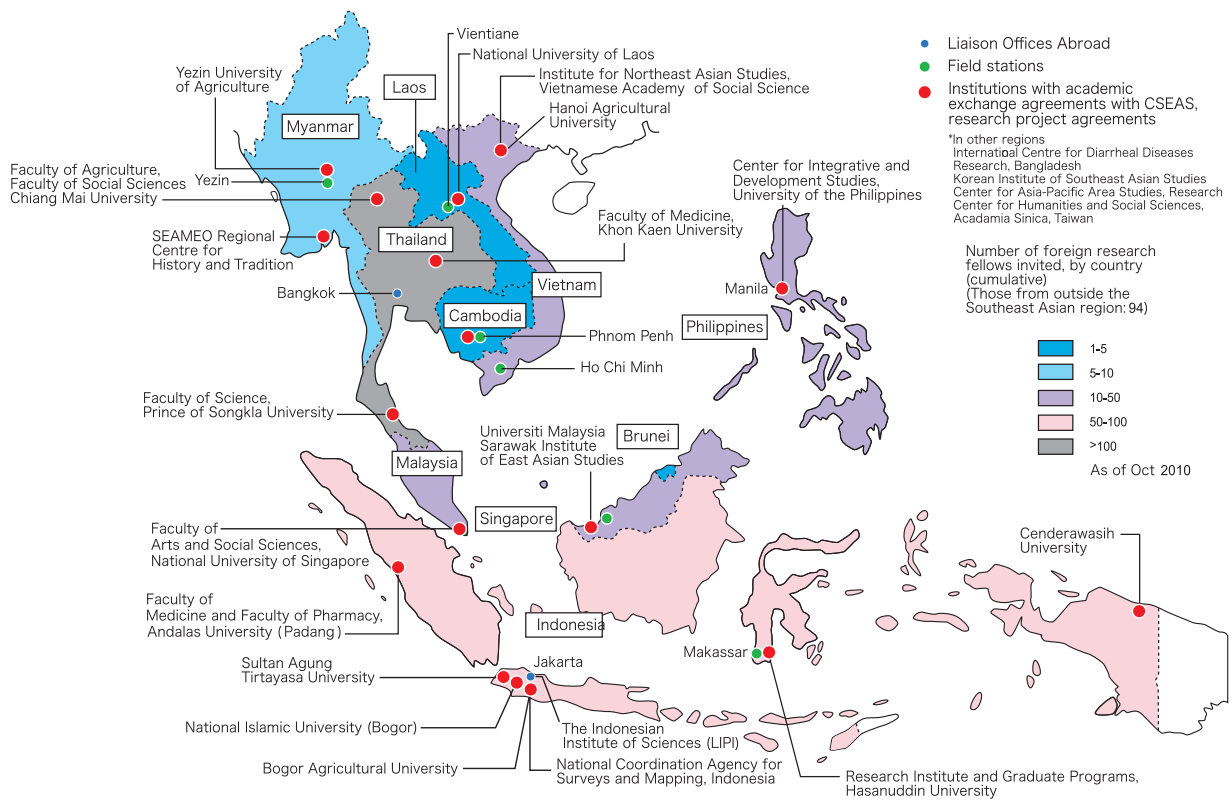 Vientiane
National University of Laos
Institute for Northeast Asian Studies,
Vietnamese Academy of Social Science
Hanoi Agricultural
University
Yezin University
of Agriculture
Laos
Myanmar
Faculty of Agriculture,
Faculty of Social Sciences
Chiang Mai University
Yezin
SEAMEO Regional
Centre for
History and Tradition
Thailand
Faculty of Medicine,
Khon Kaen University
Bangkok
Vietnam
Cambodia
Phnom Penh
Ho Chi Minh
Center for Integrative and
Development Studies,
University of the Philippines
Manila
Philippines
Liaison Offices Abroad
Field stations
Institutions with academic
exchange agreements with CSEAS,
research project agreements
*In other regions
International Centre for Diarrheal Diseases
Research, Bangladesh
Korean Institute of Southeast Asian Studies
Center for Asia-Pacific Area Studies, Research
Center for Humanities and Social Sciences,
Acadamia Sinica, Taiwan
Number of foreign research
fellows invited, by country
(cumulative)
(Those from outside the
Southeast Asian region: 94)
1-5
5-10
10-50
50-100
>100
As of Oct 2010
Faculty of Science,
Prince of Songkla University
Malaysia
Universiti Malaysia
Sarawak Institute
of East Asian Studies
Brunei
Singapore
Faculty of
Arts and Social Sciences,
National University of Singapore
Faculty of
Medicine and Faculty of Pharmacy,
Andalas University (Padang)
Indonesia
Cenderawasih
University
Makassar
Sultan Agung
Tirtayasa University
Jakarta
National Islamic University (Bogor)
The Indonesian
Institute of Sciences (LIPI)
Bogor Agricultural University
National Coordination Agency for
Surveys and Mapping, Indonesia
Research Institute and Graduate Programs,
Hasanuddin University